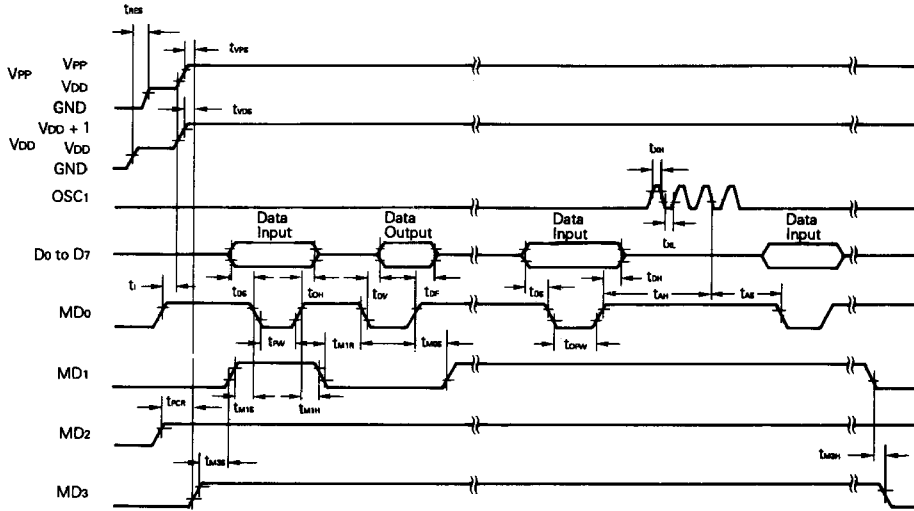 tRES
tVPS
VPP VPP
VDD
GND
tVDS
VDD + 1
VDD VDD
GND
tXH
OSC1
tXL
Data Input
Data Output
Data Input
Data Input
D0 to D7
tI
tDS
tDH
tDV
tDF
tDS
tDH
tAH
tAS
MD0
tPW
tM1R
tM0S
tOPW
MD1
tM1S
tM1H
tPCR
MD2
tM3S
tM3H
MD3